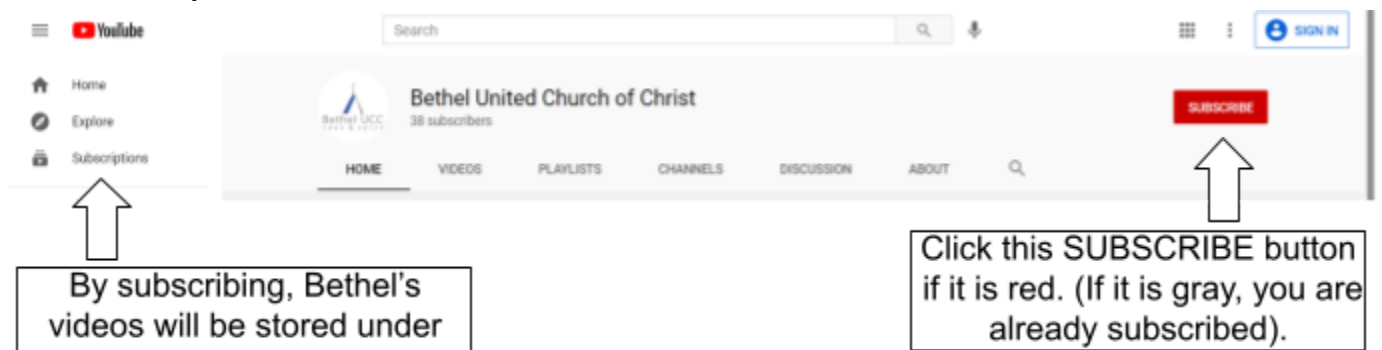 YouTube
Search
SIGN IN
Home
Explore
Subscriptions
Bethel United Church of Christ
38 subscribers
SUBSCRIBE
Bethel UCC
HOME VIDEOS PLAYLISTS CHANNELS DISCUSSION ABOUT
By subscribing, Bethel's
videos will be stored under
Click this SUBSCRIBE button
if it is red. (If it is gray, you are
already subscribed).